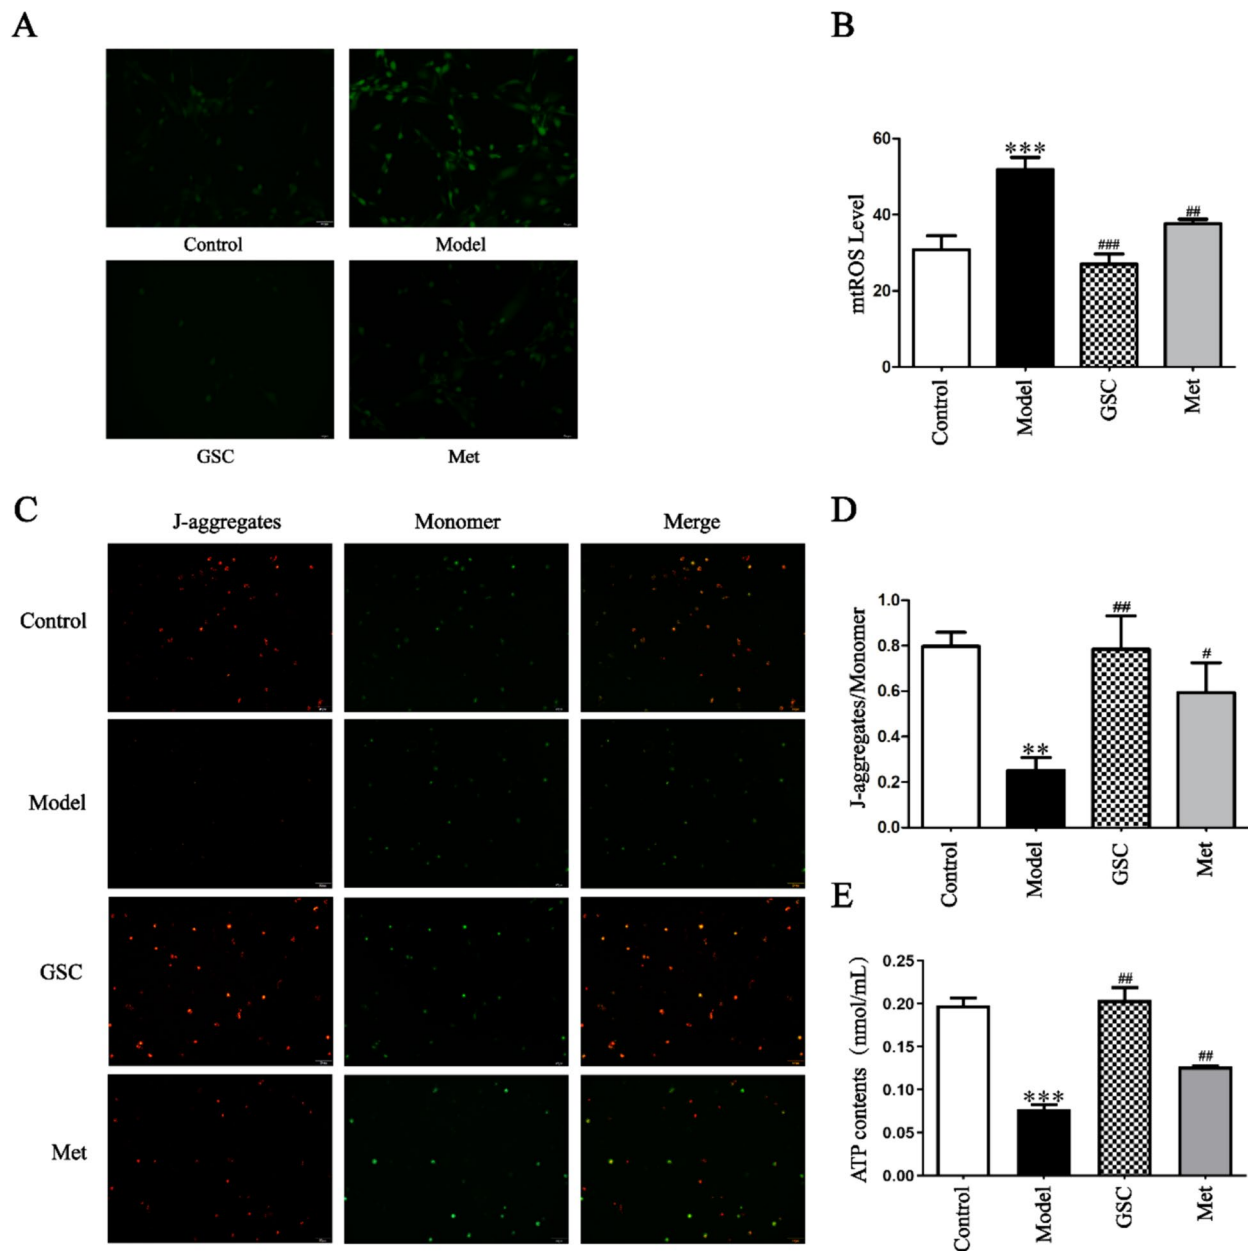 A
Control
Model
GSC
Met
B
mtROS Level
60
40
20
0
***
###
##
Control
Model
GSC
Met
C
J-aggregates
Monomer
Merge
Control
Model
GSC
Met
D
J-aggregates/Monomer
1.0
0.8
0.6
0.4
0.2
0.0
**
##
#
Control
Model
GSC
Met
E
ATP contents (nmol/mL)
0.25
0.20
0.15
0.10
0.05
0.00
***
##
##
Control
Model
GSC
Met